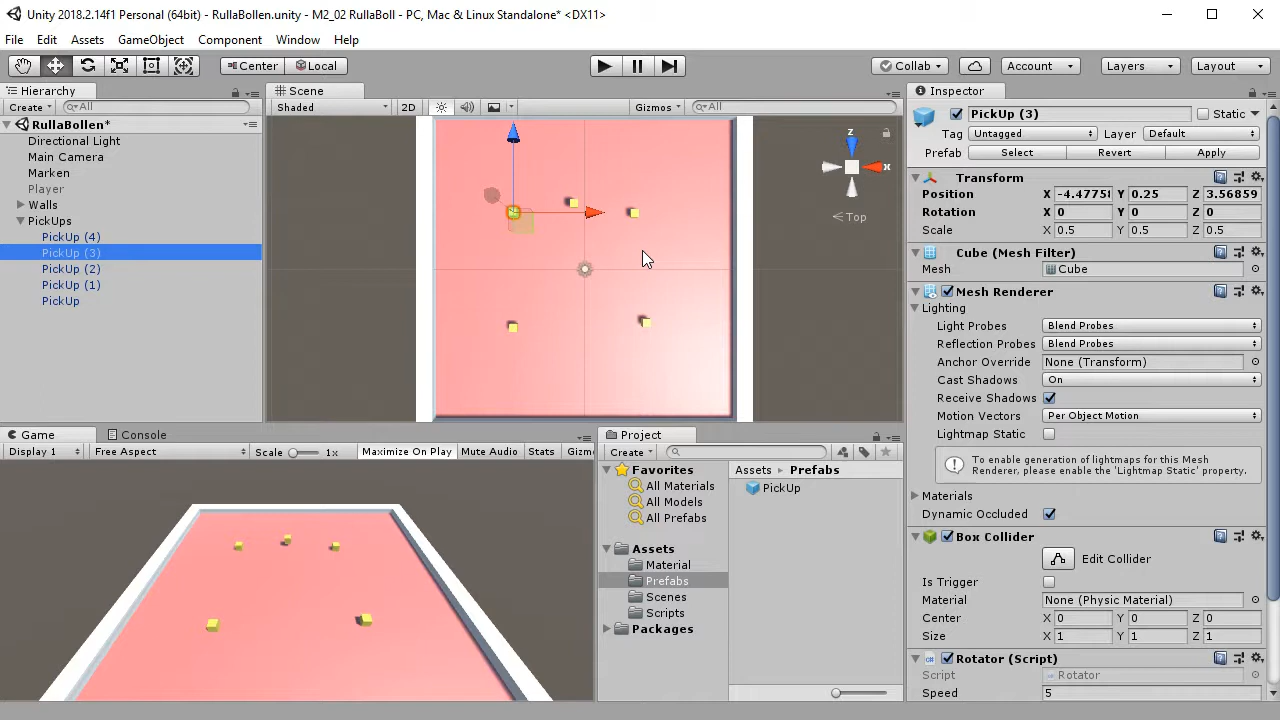 Unity 2018.2.14f1 Personal (64bit) - RullaBollen.unity - M2_02 RullaBoll - PC, Mac & Linux Standalone* <DX11>
File Edit Assets GameObject Component Window Help
Center Local Collab Account Layers Layout
Hierarchy
Create All
RullaBollen*
Directional Light
Main Camera
Marken
Player
Walls
PickUps
PickUp (4)
PickUp (3)
PickUp (2)
PickUp (1)
PickUp
Scene
Shaded 2D Gizmos All
z
x
Top
Game Console
Display 1 Free Aspect Scale 1x Maximize On Play Mute Audio Stats Gizm
Project
Create
Favorites
All Materials
All Models
All Prefabs
Assets
Material
Prefabs
Scenes
Scripts
Packages
Assets Prefabs
PickUp
Inspector
PickUp (3) Static
Tag Untagged Layer Default
Prefab Select Revert Apply
Transform
Position X -4.47758 Y 0.25 Z 3.56859
Rotation X 0 Y 0 Z 0
Scale X 0.5 Y 0.5 Z 0.5
Cube (Mesh Filter)
Mesh Cube
Mesh Renderer
Lighting
Light Probes Blend Probes
Reflection Probes Blend Probes
Anchor Override None (Transform)
Cast Shadows On
Receive Shadows
Motion Vectors Per Object Motion
Lightmap Static
To enable generation of lightmaps for this Mesh
Renderer, please enable the 'Lightmap Static' property.
Materials
Dynamic Occluded
Box Collider
Edit Collider
Is Trigger
Material None (Physic Material)
Center X 0 Y 0 Z 0
Size X 1 Y 1 Z 1
Rotator (Script)
Script Rotator
Speed 5